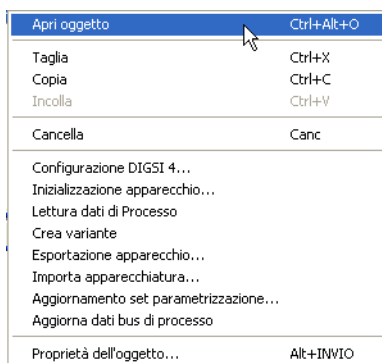 Apri oggetto Ctrl+Alt+O
Taglia Ctrl+X
Copia Ctrl+C
Incolla Ctrl+V
Cancella Canc
Configurazione DIGSI 4...
Inizializzazione apparecchio...
Lettura dati di Processo
Crea variante
Esportazione apparecchio...
Importa apparecchiatura...
Aggiornamento set parametrizzazione...
Aggiorna dati bus di processo
Proprietà dell'oggetto... Alt+INVIO